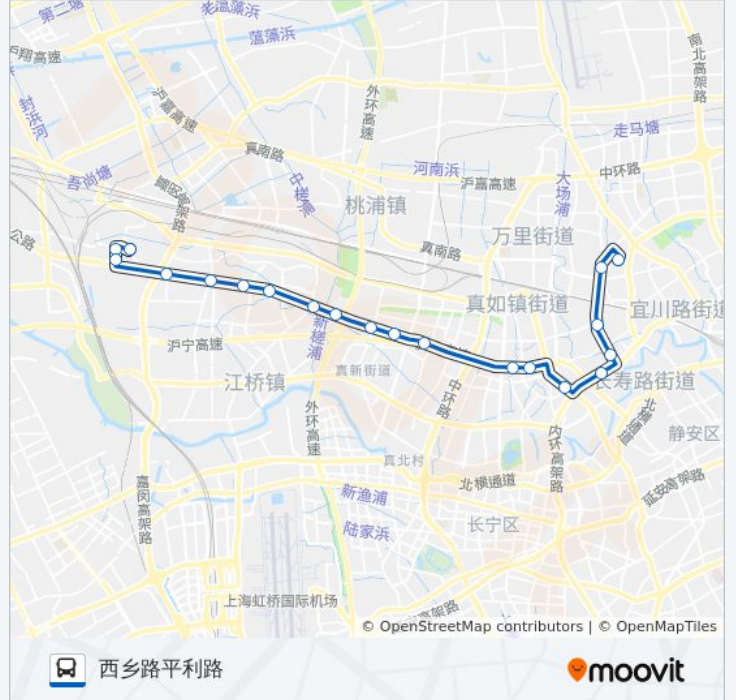 第二塘
老蕰藻浜
蕰藻浜
沪翔高速
南北高架路
外环高速
沪嘉高速
封浜河
走马塘
真南路
河南浜
中环路
吾尚塘
沪嘉高速
大场浦
中槎浦
嘉闵高架路
桃浦镇
公路
万里街道
真南路
真如镇街道
宜川路街道
新槎浦
沪宁高速
真新街道
江桥镇
长寿路街道
中环路
外环高速
北横通道
静安区
内环高架路
真北村
嘉闵高架路
北横通道
延安高架路
新渔浦
长宁区
陆家浜
上海虹桥国际机场
高架路
© OpenStreetMap contributors | © OpenMapTiles
西乡路平利路
moovit